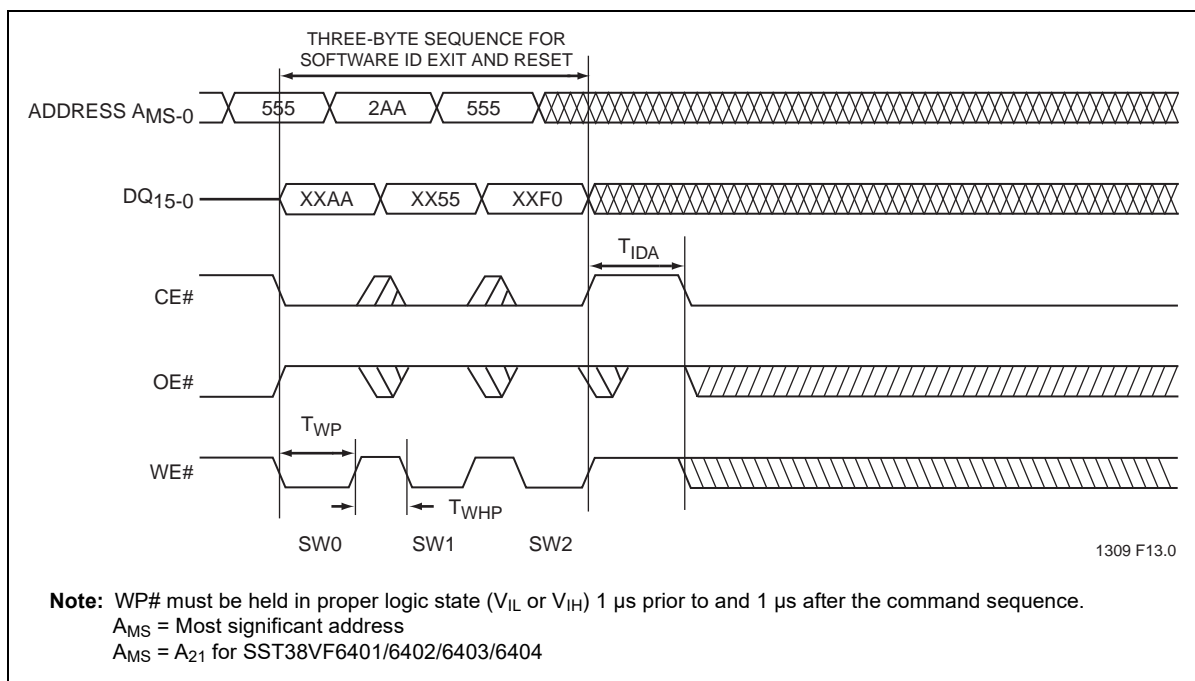 THREE-BYTE SEQUENCE FOR
SOFTWARE ID EXIT AND RESET
ADDRESS AMS-0
555
2AA
555
DQ15-0
XXAA
XX55
XXF0
TIDA
CE#
OE#
TWP
WE#
TWHP
SW0
SW1
SW2
1309 F13.0
Note: WP# must be held in proper logic state (VIL or VIH) 1 µs prior to and 1 µs after the command sequence.
AMS = Most significant address
AMS = A21 for SST38VF6401/6402/6403/6404